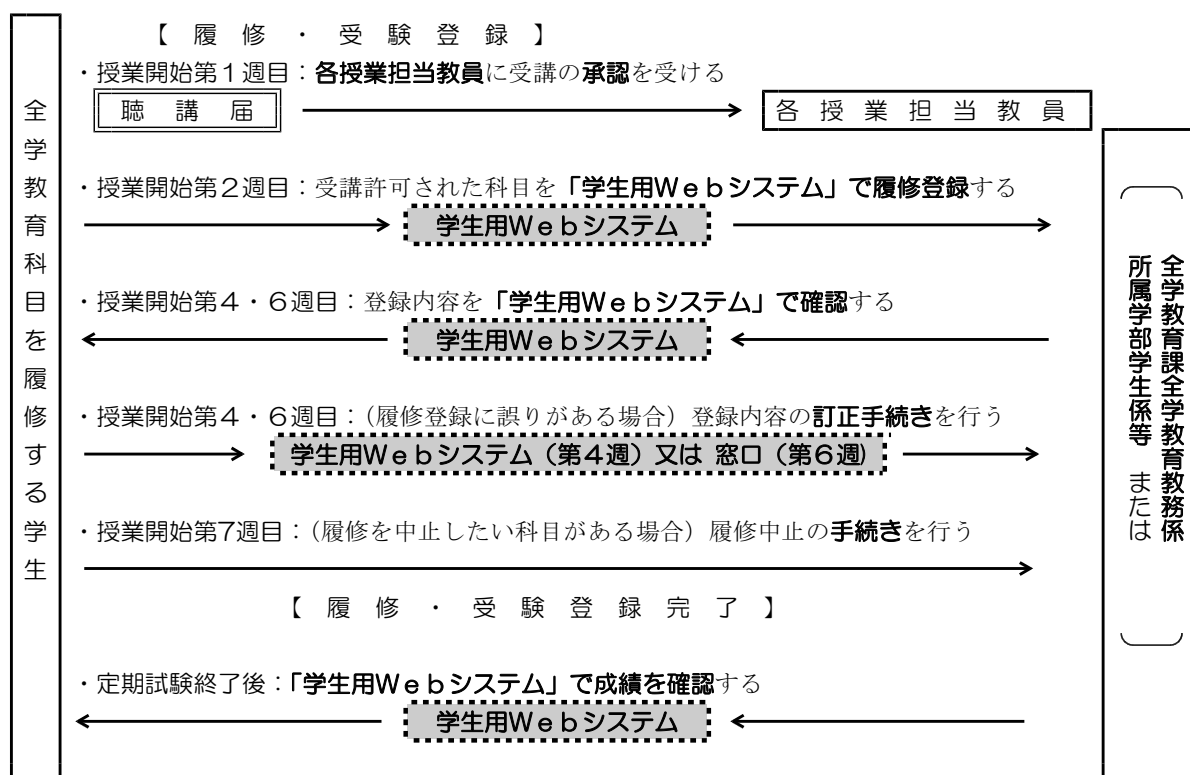 【 履 修 ・ 受 験 登 録 】
・授業開始第１週目：各授業担当教員に受講の承認を受ける
聴 講 届
各 授 業 担 当 教 員
全学教育科目を履修する学生
・授業開始第２週目：受講許可された科目を「学生用Ｗｅｂシステム」で履修登録する
学生用Ｗｅｂシステム
・授業開始第４・６週目：登録内容を「学生用Ｗｅｂシステム」で確認する
学生用Ｗｅｂシステム
・授業開始第４・６週目：（履修登録に誤りがある場合）登録内容の訂正手続きを行う
学生用Ｗｅｂシステム（第４週）又は 窓口（第６週）
・授業開始第７週目：（履修を中止したい科目がある場合）履修中止の手続きを行う
【 履 修 ・ 受 験 登 録 完 了 】
・定期試験終了後：「学生用Ｗｅｂシステム」で成績を確認する
学生用Ｗｅｂシステム
全学教育課全学教育教務係
所属学部学生係等 または